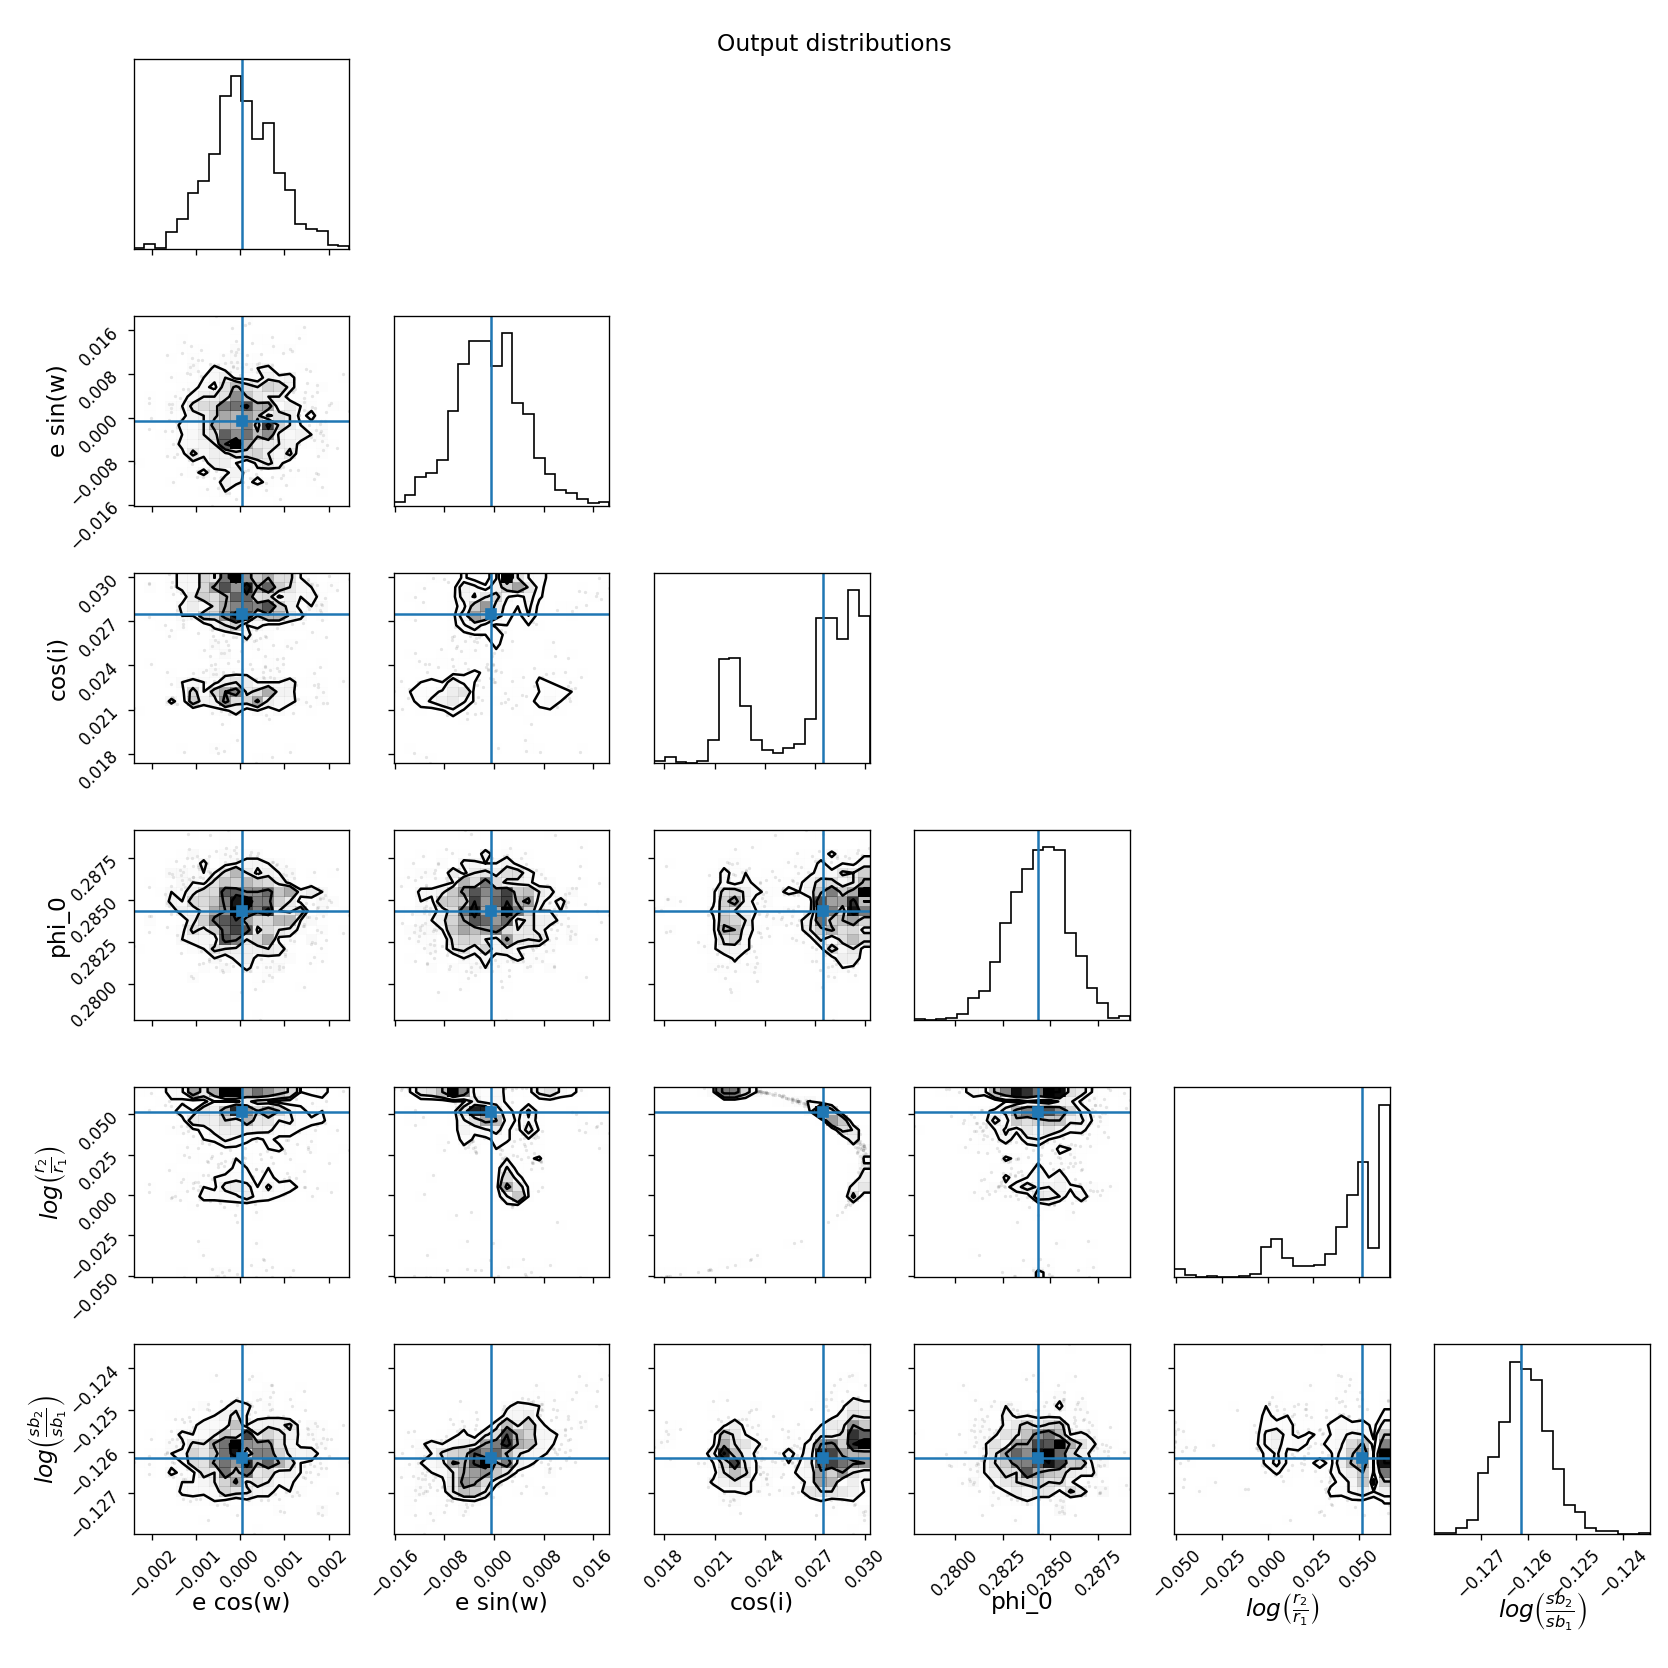 Output distributions
e sin(w)
0.016
0.008
0.000
−0.008
−0.016
cos(i)
0.030
0.027
0.024
0.021
0.018
phi_0
0.2875
0.2850
0.2825
0.2800
log(r₂/r₁)
0.050
0.025
0.000
−0.025
−0.050
log(sb₂/sb₁)
−0.124
−0.125
−0.126
−0.127
−0.002 −0.001 0.000 0.001 0.002
e cos(w)
−0.016 −0.008 0.000 0.008 0.016
e sin(w)
0.018 0.021 0.024 0.027 0.030
cos(i)
0.2800 0.2825 0.2850 0.2875
phi_0
−0.050 −0.025 0.000 0.025 0.050
log(r₂/r₁)
−0.127 −0.126 −0.125 −0.124
log(sb₂/sb₁)